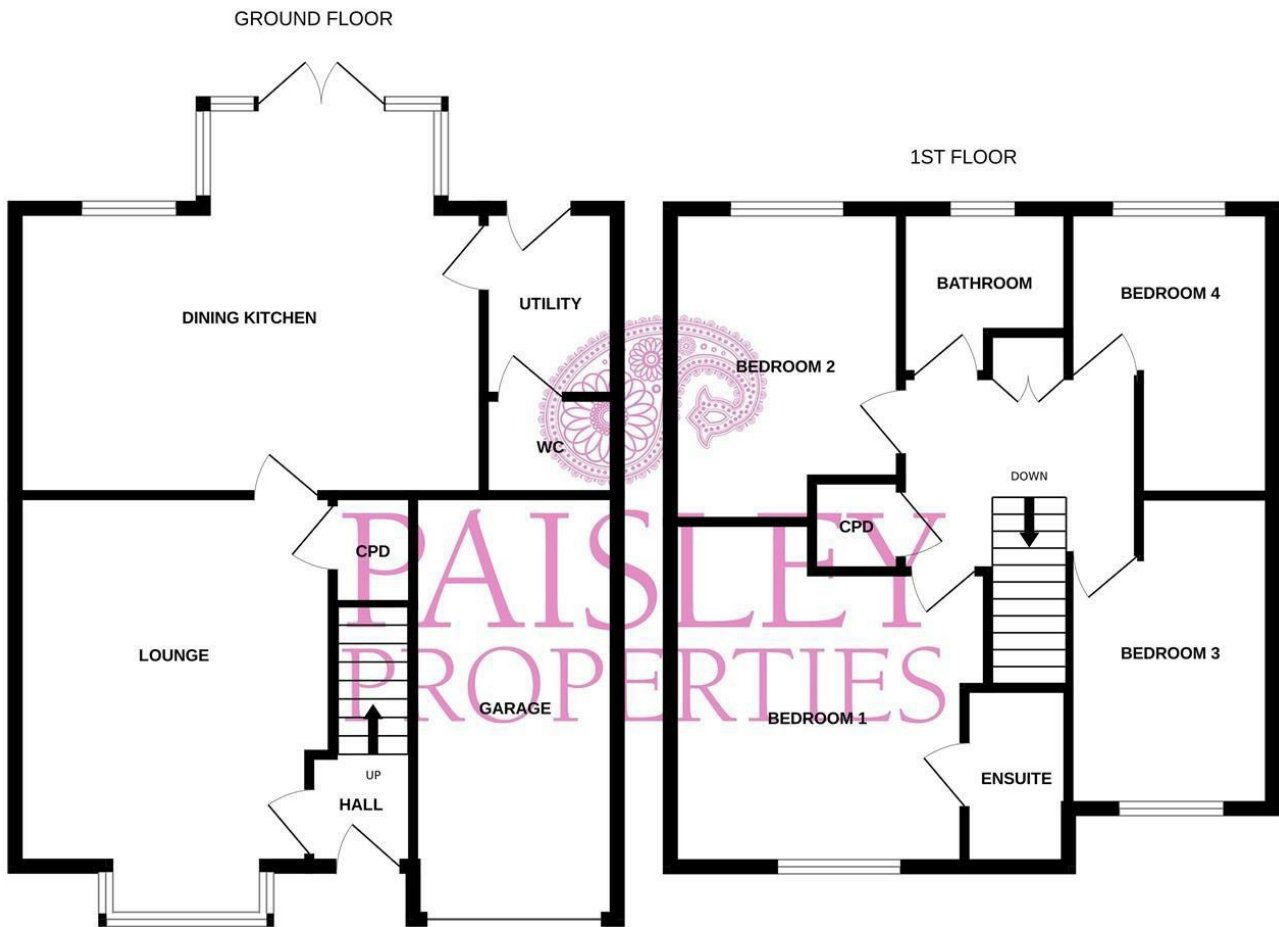 GROUND FLOOR
DINING KITCHEN
UTILITY
WC
CPD
LOUNGE
GARAGE
UP
HALL
1ST FLOOR
BATHROOM
BEDROOM 4
BEDROOM 2
DOWN
CPD
BEDROOM 3
BEDROOM 1
ENSUITE
PAISLEY
PROPERTIES